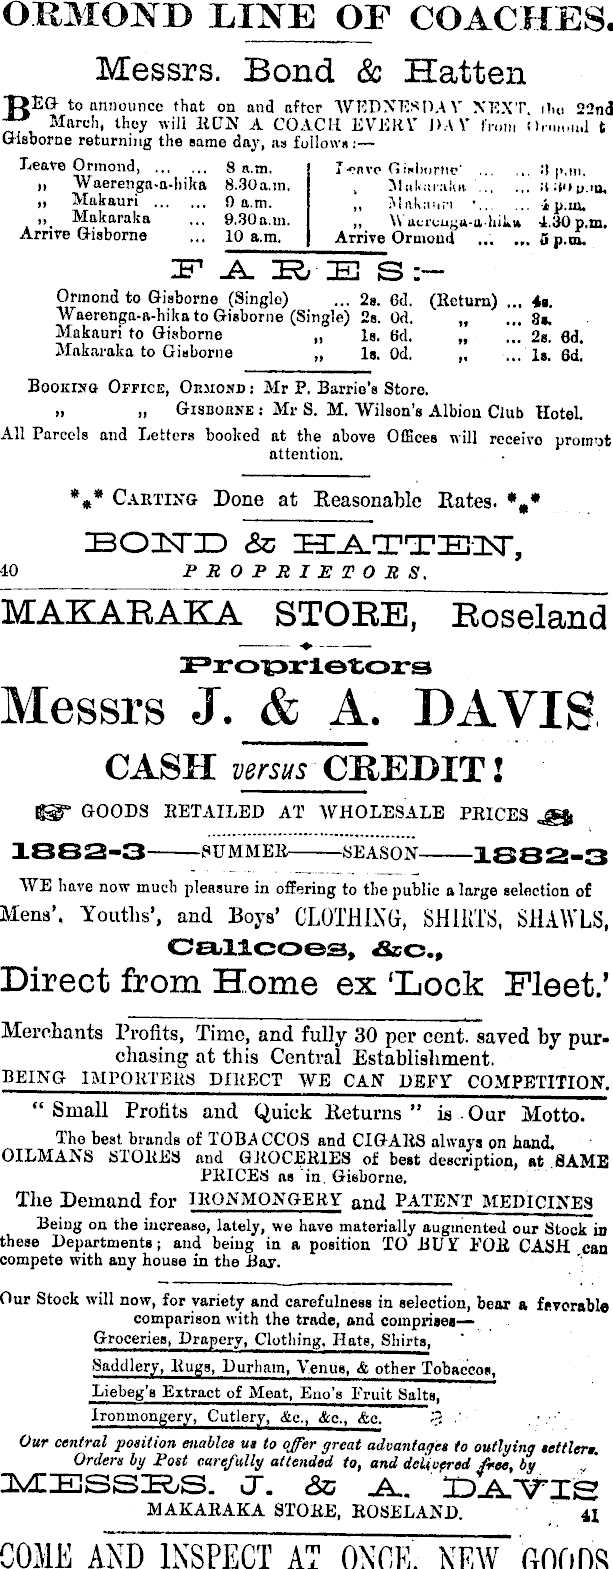 ORMOND LINE OF COACHES.
Messrs. Bond & Hatten
BEG to announce that on and after WEDNESDAY NEXT, the 22nd
March, they will RUN A COACH EVERY DAY from Ormond t
Gisborne returning the same day, as follows:—
Leave Ormond, ... ... 8 a.m.
„ Waerenga-a-hika 8.30 a.m.
„ Makauri ... ... 9 a.m.
„ Makaraka ... 9.30 a.m.
Arrive Gisborne ... 10 a.m.
Leave Gisborne ... ... 3 p.m.
Makaraka ... ... 3.30 p.m.
„ Makauri ... 4 p.m.
„ Waerenga-a-hika 4.30 p.m.
Arrive Ormond ... ... 5 p.m.
FARES:—
Ormond to Gisborne (Single) ... 2s. 6d. (Return) ... 4s.
Waerenga-a-hika to Gisborne (Single) 2s. 0d. „ ... 3s.
Makauri to Gisborne „ 1s. 6d. „ ... 2s. 6d.
Makaraka to Gisborne „ 1s. 0d. „ ... 1s. 6d.
BOOKING OFFICE, ORMOND: Mr P. Barrie's Store.
„ „ GISBORNE: Mr S. M. Wilson's Albion Club Hotel.
All Parcels and Letters booked at the above Offices will receive prompt
attention.
*⁎* CARTING Done at Reasonable Rates. *⁎*
BOND & HATTEN,
40 PROPRIETORS.
MAKARAKA STORE, Roseland
Proprietors
Messrs J. & A. DAVIS.
CASH versus CREDIT!
☞ GOODS RETAILED AT WHOLESALE PRICES ☜
1882-3——SUMMER——SEASON——1882-3
WE have now much pleasure in offering to the public a large selection of
Mens', Youths', and Boys' CLOTHING, SHIRTS, SHAWLS,
Calicoes, &c.,
Direct from Home ex 'Lock Fleet.'
Merchants Profits, Time, and fully 30 per cent. saved by pur-
chasing at this Central Establishment.
BEING IMPORTERS DIRECT WE CAN DEFY COMPETITION.
“ Small Profits and Quick Returns ” is Our Motto.
The best brands of TOBACCOS and CIGARS always on hand.
OILMANS STORES and GROCERIES of best description, at SAME
PRICES as in Gisborne.
The Demand for IRONMONGERY and PATENT MEDICINES
Being on the increase, lately, we have materially augmented our Stock in
these Departments; and being in a position TO BUY FOR CASH can
compete with any house in the Bay.
Our Stock will now, for variety and carefulness in selection, bear a favorable
comparison with the trade, and comprises—
Groceries, Drapery, Clothing, Hats, Shirts,
Saddlery, Rugs, Durham, Venus, & other Tobaccos,
Liebeg's Extract of Meat, Eno's Fruit Salts,
Ironmongery, Cutlery, &c., &c., &c.
Our central position enables us to offer great advantages to outlying settlers.
Orders by Post carefully attended to, and delivered free, by
MESSRS. J. & A. DAVIS
MAKARAKA STORE, ROSELAND. 41
COME AND INSPECT AT ONCE. NEW GOODS